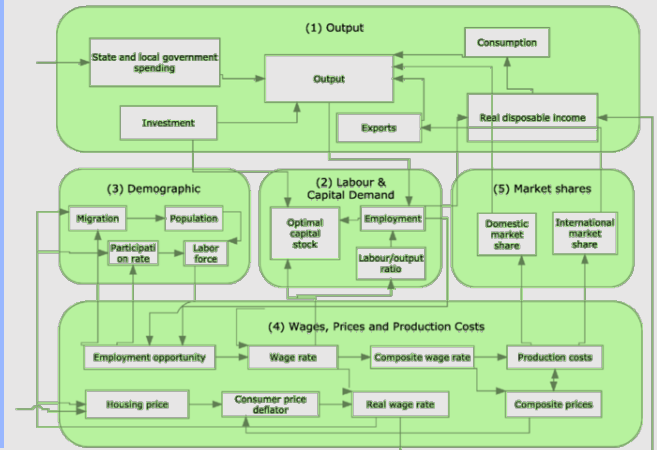 (1) Output
Consumption
State and local government
spending
Output
Real disposable income
Investment
Exports
(3) Demographic
(2) Labour &
Capital Demand
(5) Market shares
Migration
Population
Optimal
capital
stock
Employment
Domestic
market
share
International
market
share
Participati
on rate
Labor
force
Labour/output
ratio
(4) Wages, Prices and Production Costs
Employment opportunity
Wage rate
Composite wage rate
Production costs
Housing price
Consumer price
deflator
Real wage rate
Composite prices